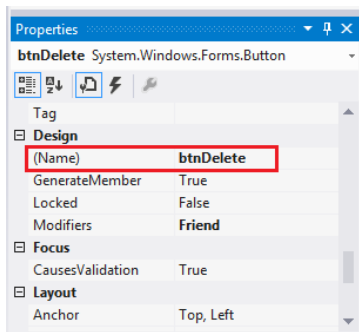 Properties
btnDelete System.Windows.Forms.Button
Tag
Design
(Name) btnDelete
GenerateMember True
Locked False
Modifiers Friend
Focus
CausesValidation True
Layout
Anchor Top, Left